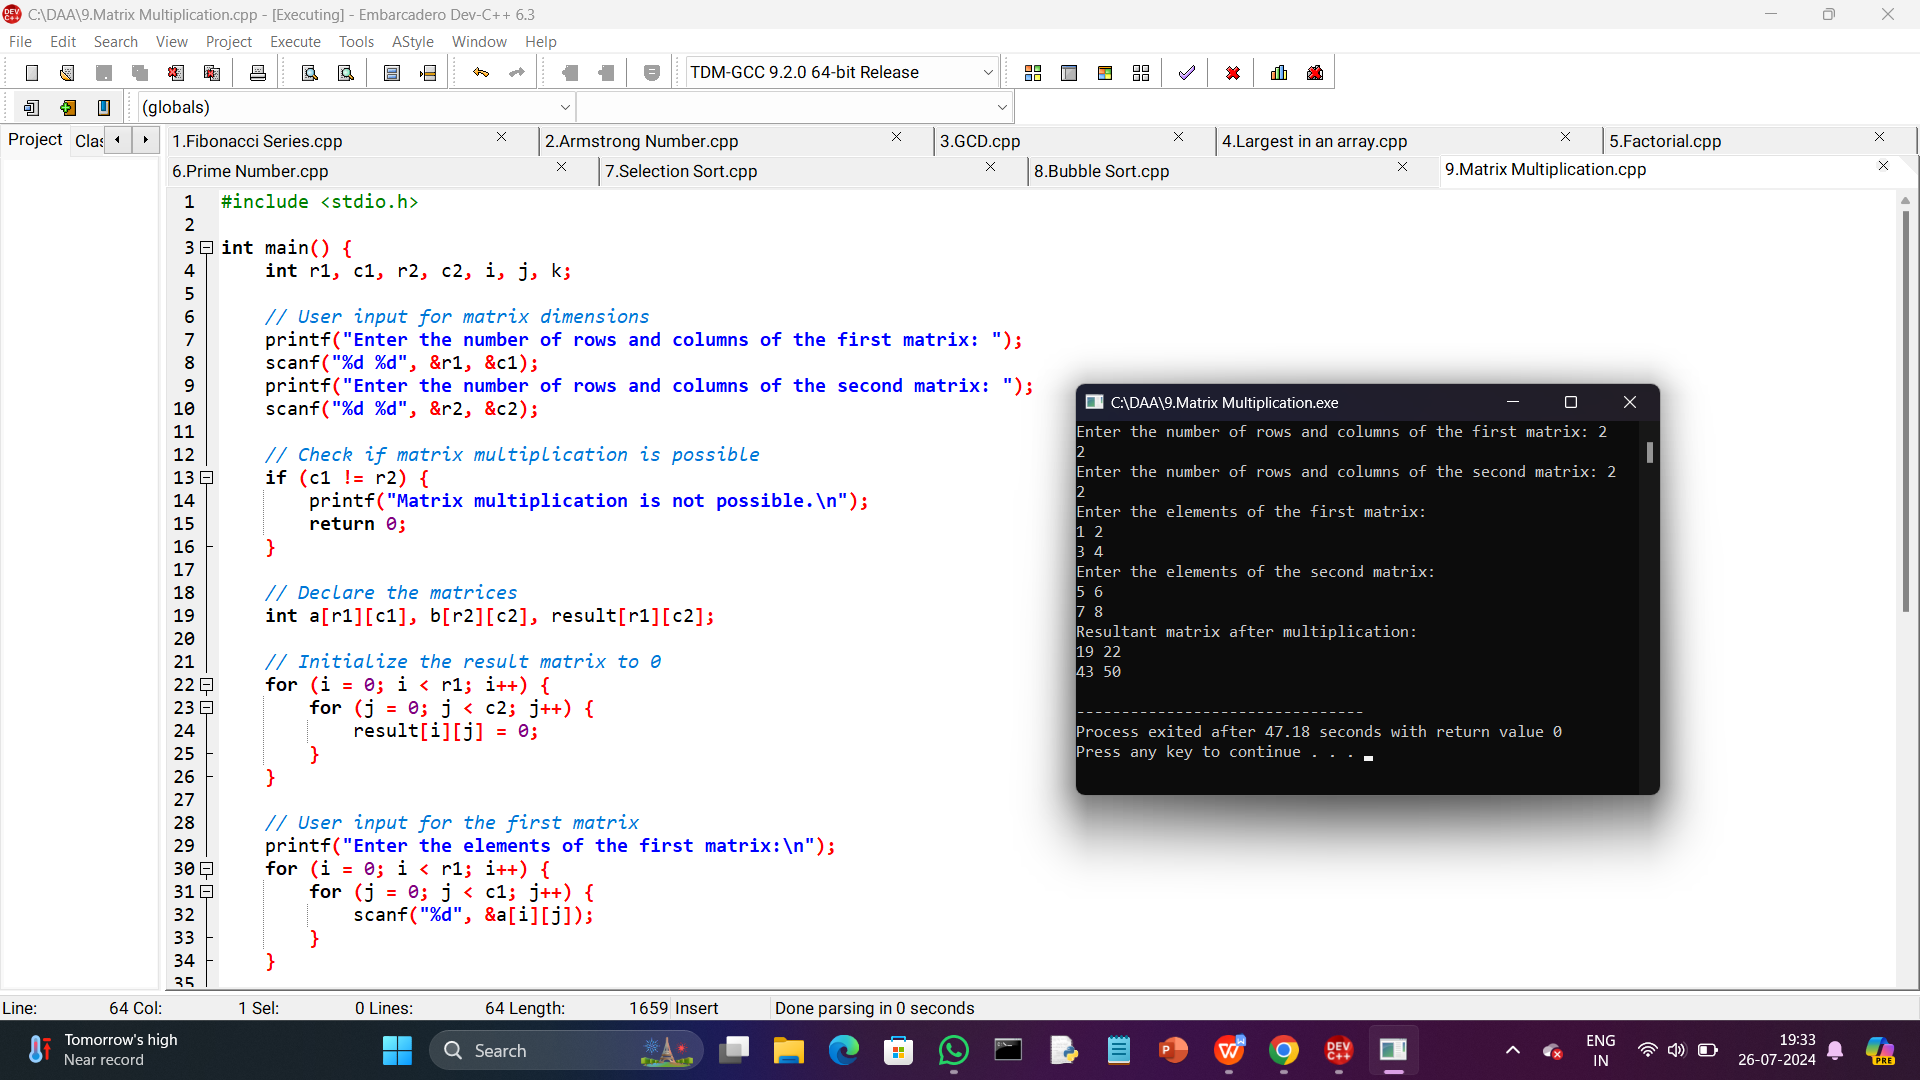 C:\DAA\9.Matrix Multiplication.cpp - [Executing] - Embarcadero Dev-C++ 6.3
File Edit Search View Project Execute Tools AStyle Window Help
TDM-GCC 9.2.0 64-bit Release
(globals)
Project Clas
1.Fibonacci Series.cpp 2.Armstrong Number.cpp 3.GCD.cpp 4.Largest in an array.cpp 5.Factorial.cpp
6.Prime Number.cpp 7.Selection Sort.cpp 8.Bubble Sort.cpp 9.Matrix Multiplication.cpp
1 #include <stdio.h>
2
3 int main() {
4 int r1, c1, r2, c2, i, j, k;
5
6 // User input for matrix dimensions
7 printf("Enter the number of rows and columns of the first matrix: ");
8 scanf("%d %d", &r1, &c1);
9 printf("Enter the number of rows and columns of the second matrix: ");
10 scanf("%d %d", &r2, &c2);
11
12 // Check if matrix multiplication is possible
13 if (c1 != r2) {
14 printf("Matrix multiplication is not possible.\n");
15 return 0;
16 }
17
18 // Declare the matrices
19 int a[r1][c1], b[r2][c2], result[r1][c2];
20
21 // Initialize the result matrix to 0
22 for (i = 0; i < r1; i++) {
23 for (j = 0; j < c2; j++) {
24 result[i][j] = 0;
25 }
26 }
27
28 // User input for the first matrix
29 printf("Enter the elements of the first matrix:\n");
30 for (i = 0; i < r1; i++) {
31 for (j = 0; j < c1; j++) {
32 scanf("%d", &a[i][j]);
33 }
34 }
35
C:\DAA\9.Matrix Multiplication.exe
Enter the number of rows and columns of the first matrix: 2
2
Enter the number of rows and columns of the second matrix: 2
2
Enter the elements of the first matrix:
1 2
3 4
Enter the elements of the second matrix:
5 6
7 8
Resultant matrix after multiplication:
19 22
43 50
--------------------------------
Process exited after 47.18 seconds with return value 0
Press any key to continue . . .
Line: 64 Col: 1 Sel: 0 Lines: 64 Length: 1659 Insert Done parsing in 0 seconds
Tomorrow's high
Near record
Search
ENG
IN
19:33
26-07-2024